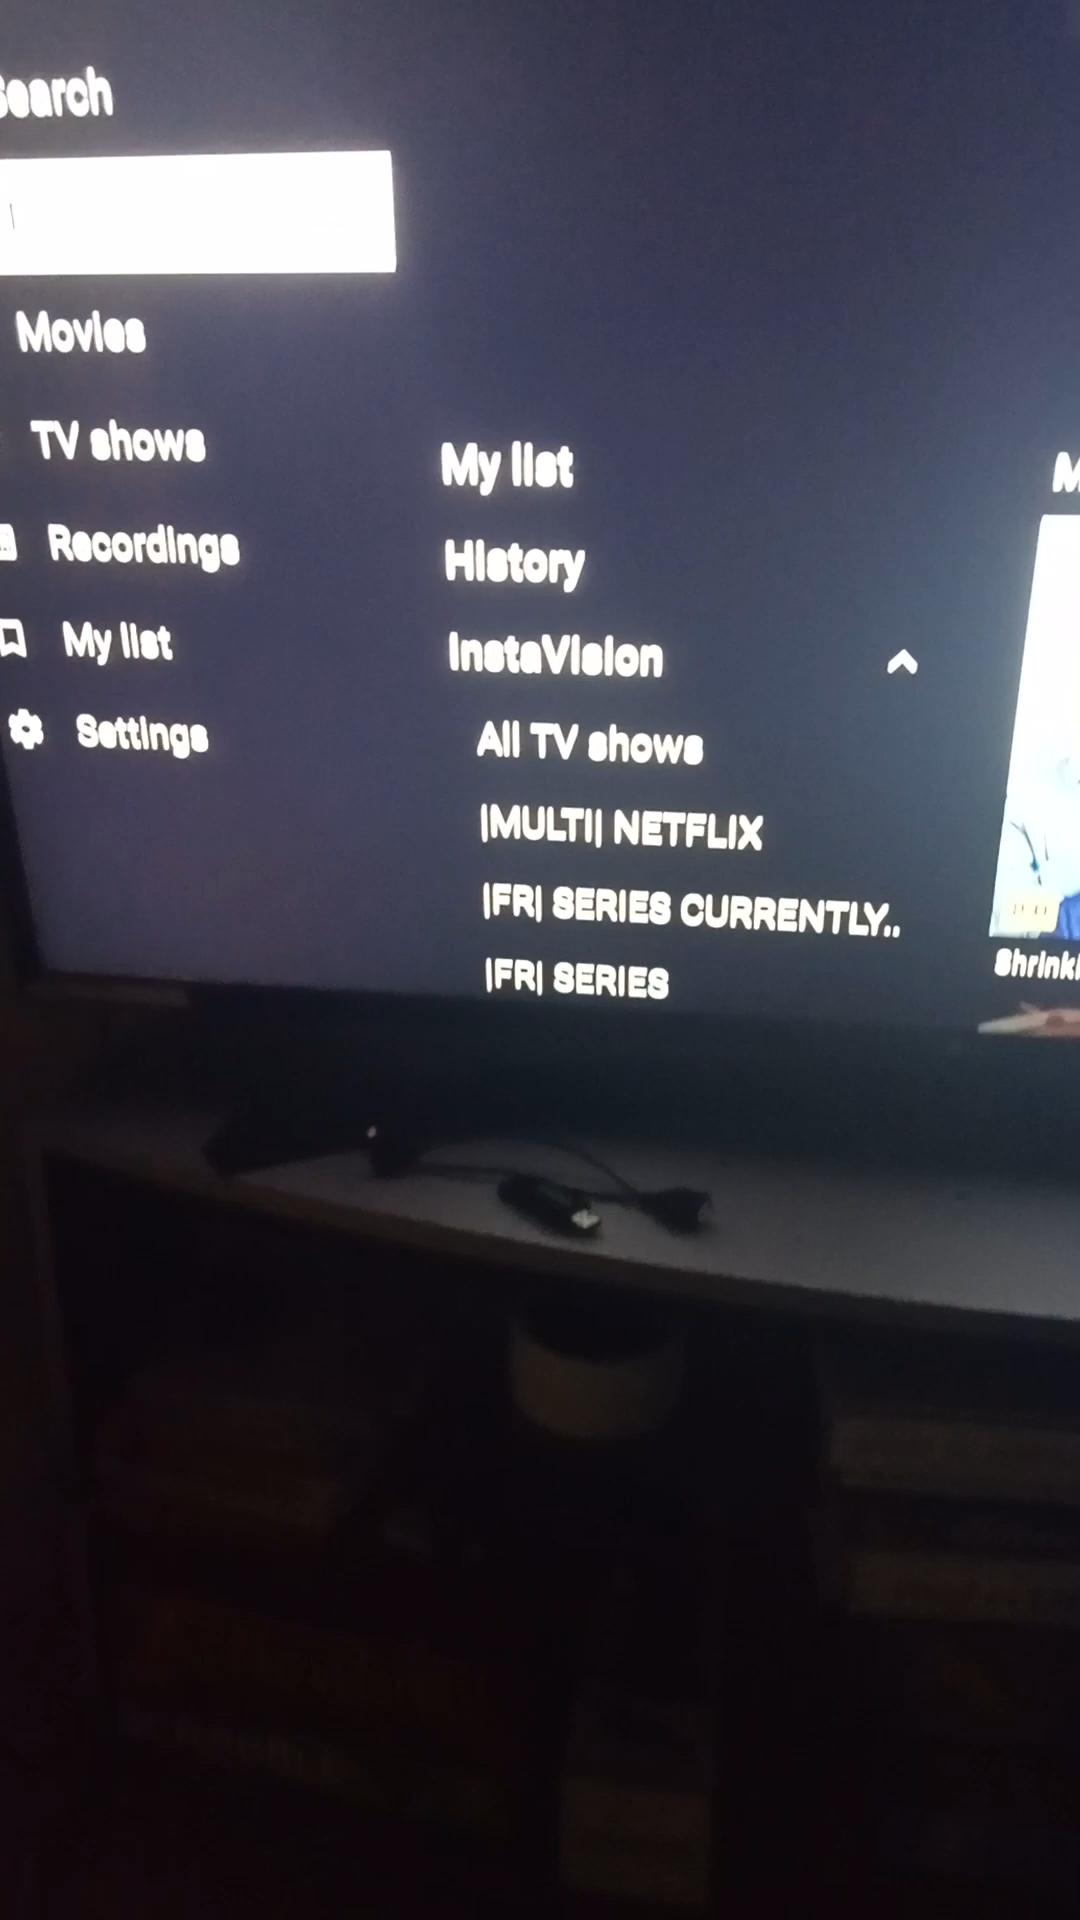 Search
Movies
TV shows
Recordings
My list
Settings
My list
History
InstaVision
All TV shows
|MULTI| NETFLIX
|FR| SERIES CURRENTLY..
|FR| SERIES
M
Shrinki